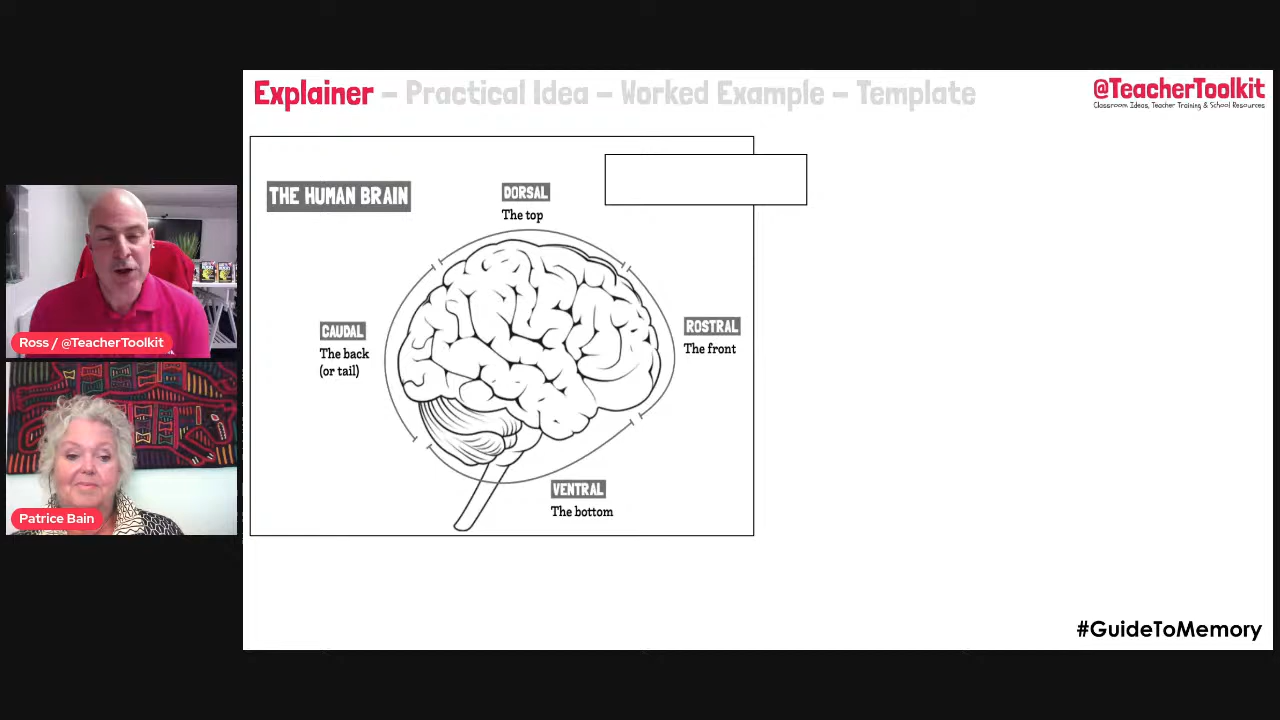 Explainer – Practical Idea – Worked Example – Template
@TeacherToolkit
Classroom Ideas, Teacher Training & School Resources
THE HUMAN BRAIN
DORSAL
The top
CAUDAL
The back
(or tail)
ROSTRAL
The front
VENTRAL
The bottom
Ross / @TeacherToolkit
Patrice Bain
#GuideToMemory